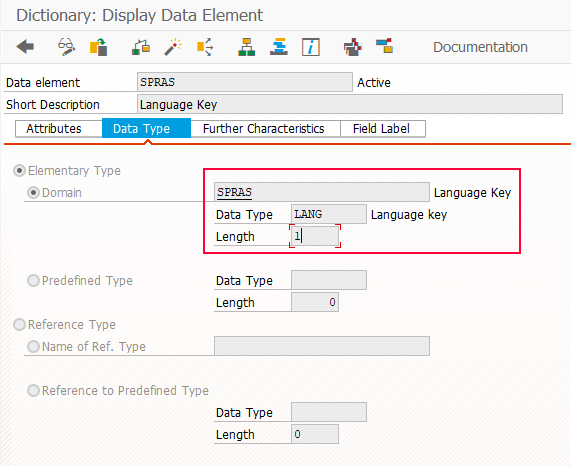 Dictionary: Display Data Element
Documentation
Data element SPRAS Active
Short Description Language Key
Attributes Data Type Further Characteristics Field Label
Elementary Type
Domain SPRAS Language Key
Data Type LANG Language key
Length 1
Predefined Type Data Type
Length 0
Reference Type
Name of Ref. Type
Reference to Predefined Type
Data Type
Length 0